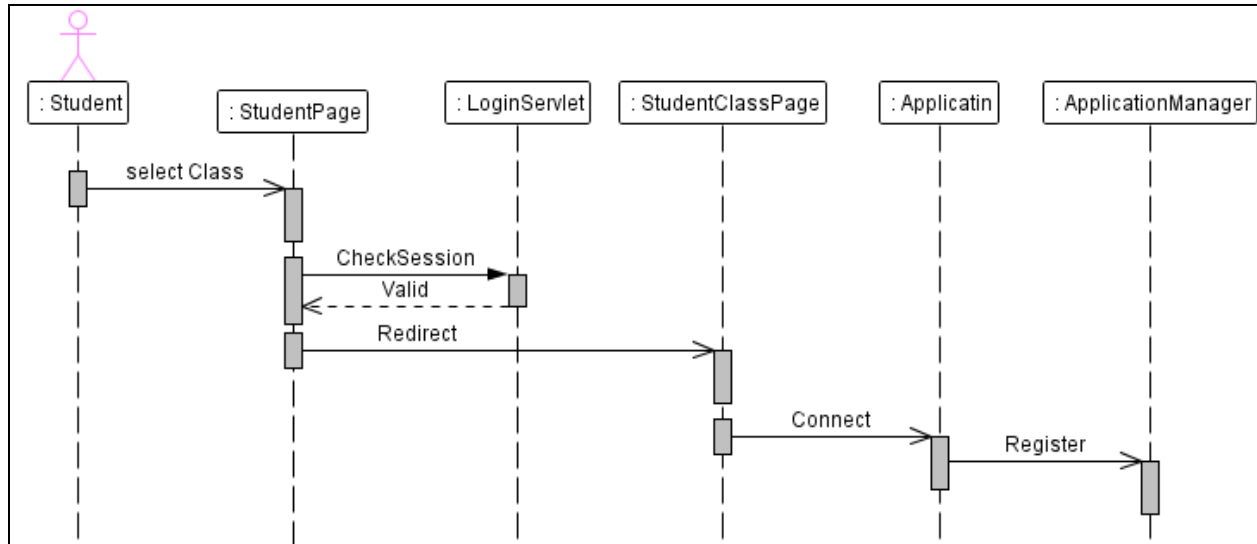 : Student
: StudentPage
: LoginServlet
: StudentClassPage
: Applicatin
: ApplicationManager
select Class
CheckSession
Valid
Redirect
Connect
Register